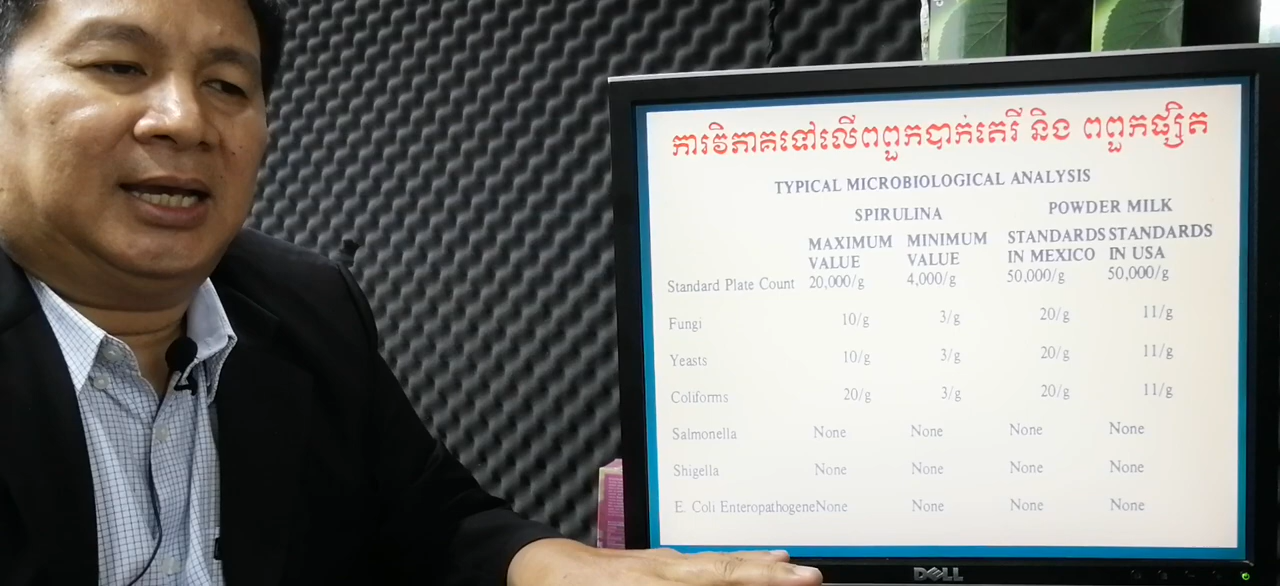 ការវិភាគទៅលើពពួកបាក់តេរី និង ពពួកផ្សិត
TYPICAL MICROBIOLOGICAL ANALYSIS
SPIRULINA POWDER MILK
MAXIMUM VALUE MINIMUM VALUE STANDARDS IN MEXICO STANDARDS IN USA
Standard Plate Count 20,000/g 4,000/g 50,000/g 50,000/g
Fungi 10/g 3/g 20/g 11/g
Yeasts 10/g 3/g 20/g 11/g
Coliforms 20/g 3/g 20/g 11/g
Salmonella None None None None
Shigella None None None None
E. Coli Enteropathogene None None None None
DELL